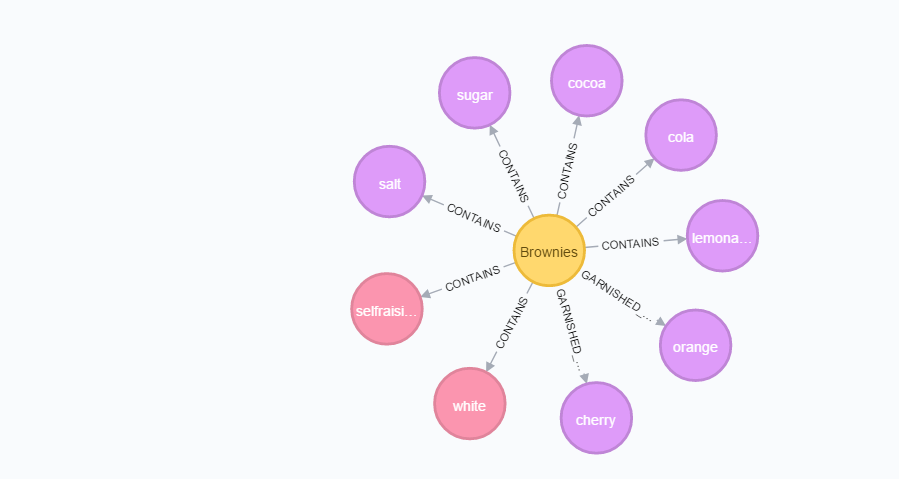 cocoa
sugar
cola
CONTAINS
CONTAINS
CONTAINS
salt
CONTAINS
lemona...
CONTAINS
Brownies
CONTAINS
GARNISHED_...
selfraisi...
CONTAINS
GARNISHED_...
orange
white
cherry